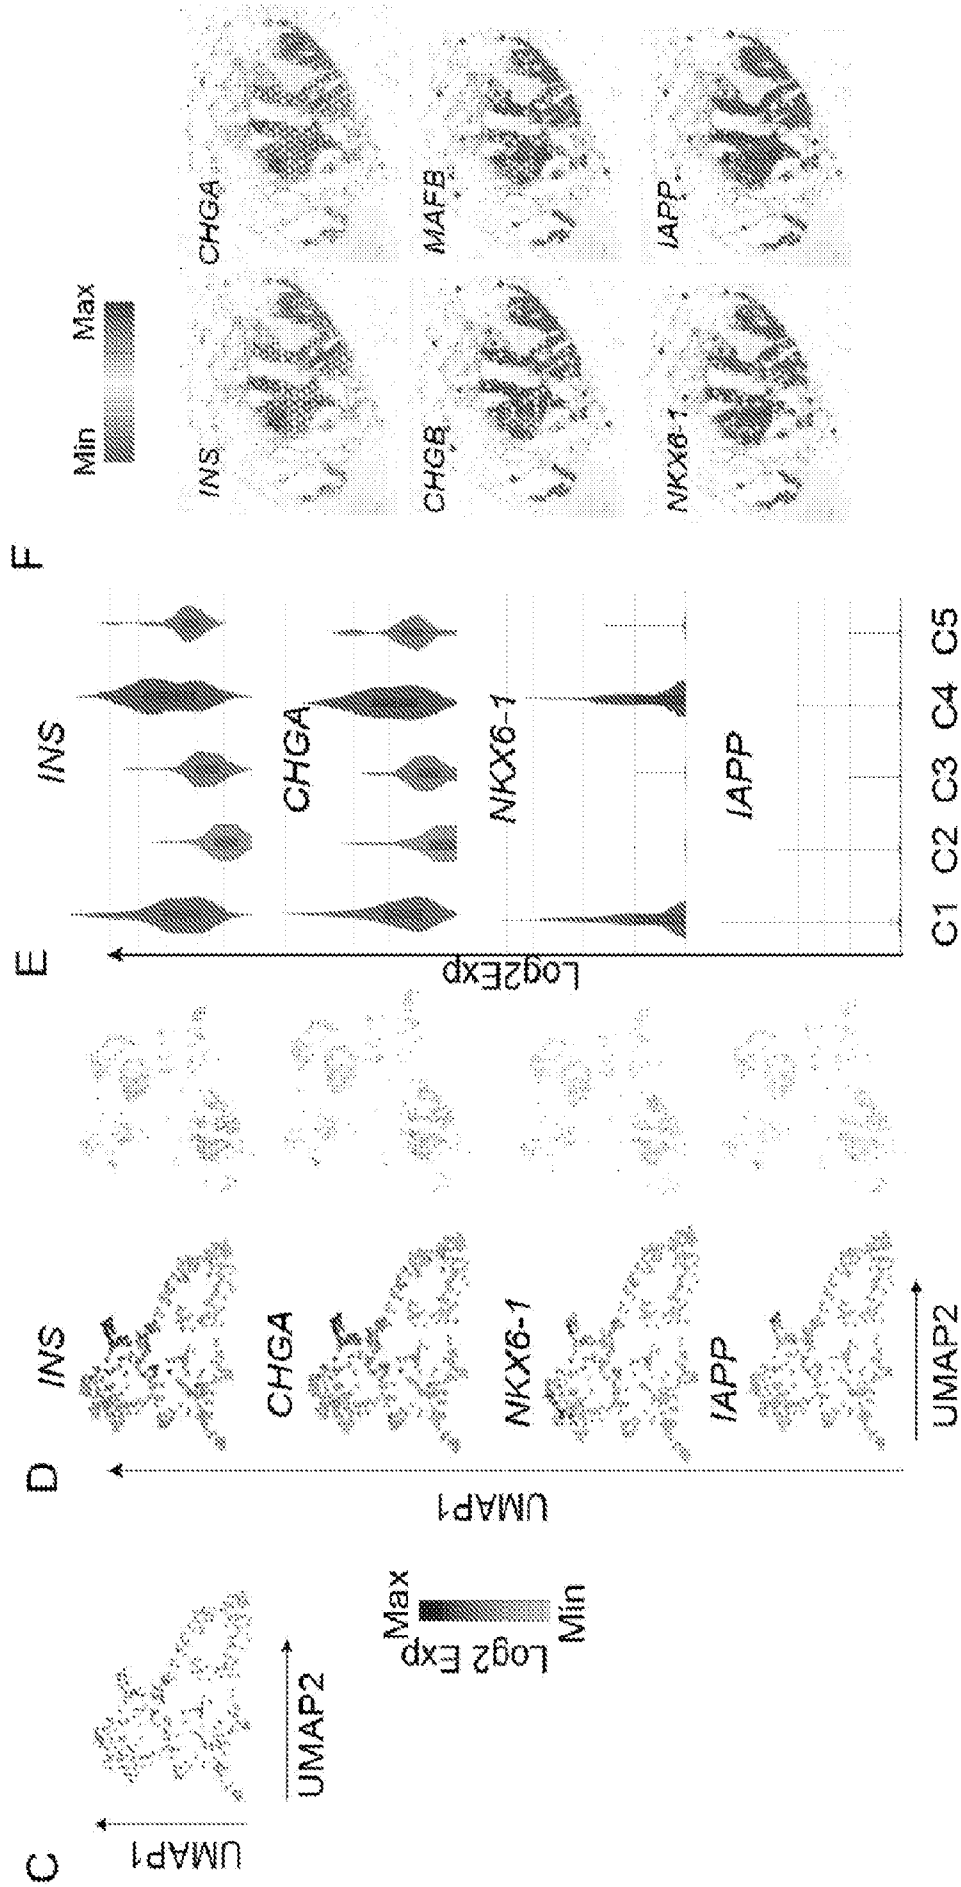 C
UMAP1
UMAP2
Max
Log2 Exp
Min
D
INS
CHGA
NKX6-1
IAPP
UMAP1
UMAP2
E
INS
CHGA
NKX6-1
IAPP
Log2Exp
C1 C2 C3 C4 C5
F
Min Max
INS CHGA
CHGB MAFB
NKX6-1 IAPP